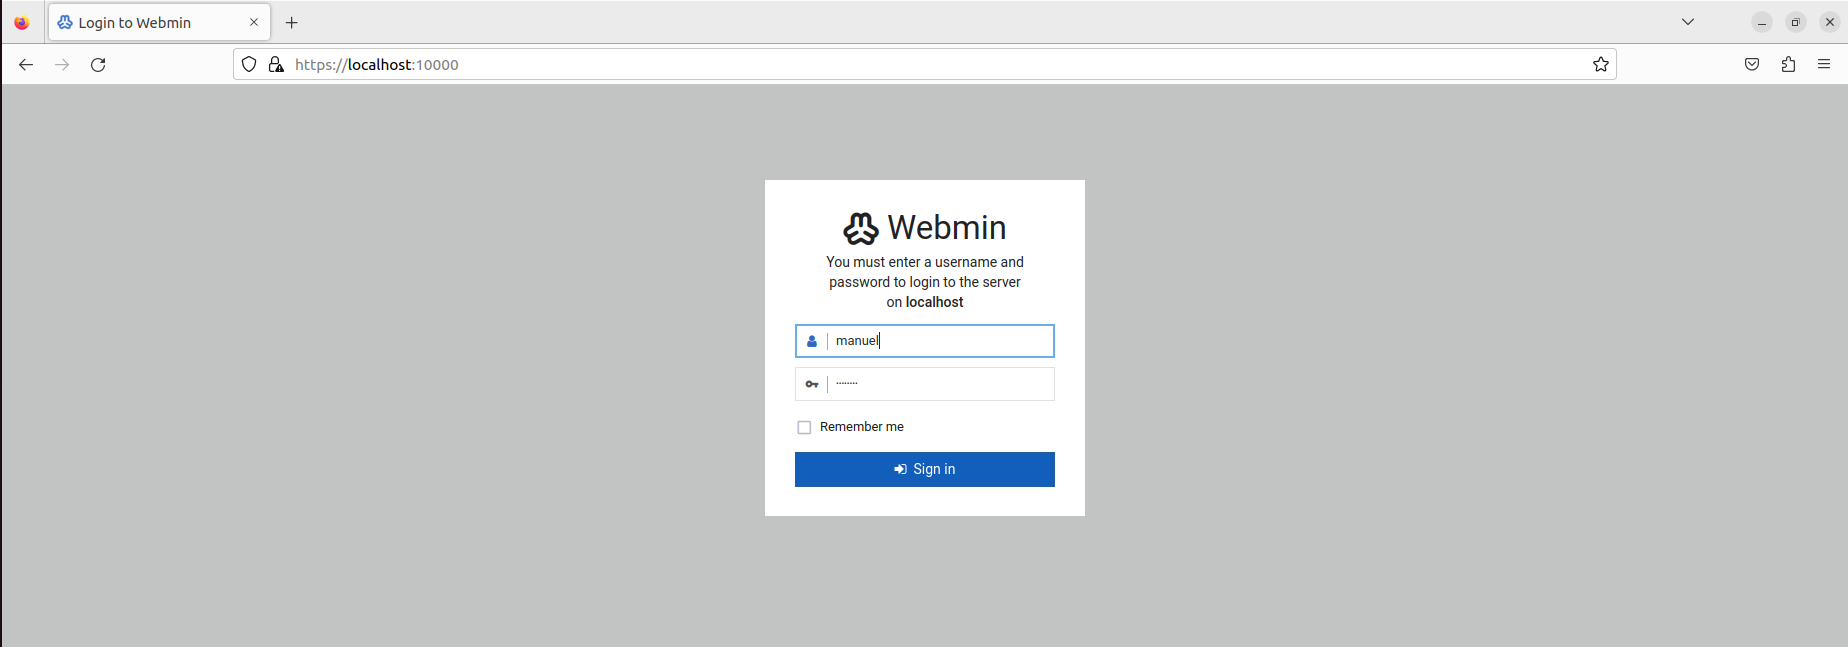 Login to Webmin
https://localhost:10000
Webmin
You must enter a username and
password to login to the server
on localhost
manuel
........
Remember me
Sign in